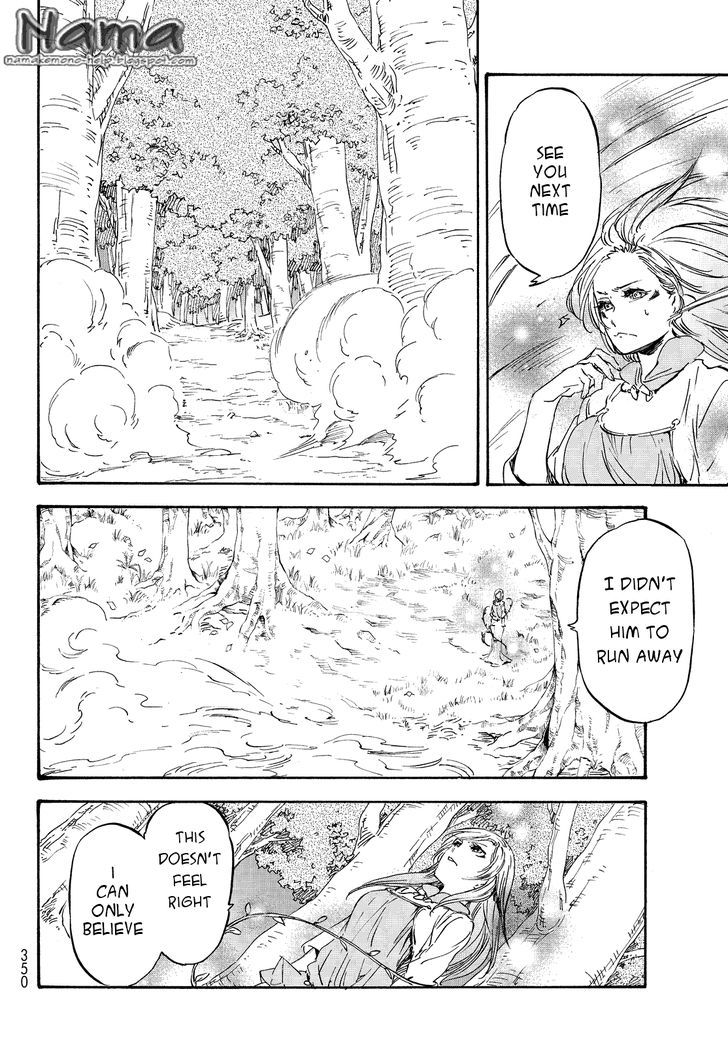 Nama
namakemono-help.blogspot.com
SEE
YOU
NEXT
TIME
I DIDN'T
EXPECT
HIM TO
RUN AWAY
THIS
DOESN'T
FEEL
RIGHT
I
CAN
ONLY
BELIEVE
350